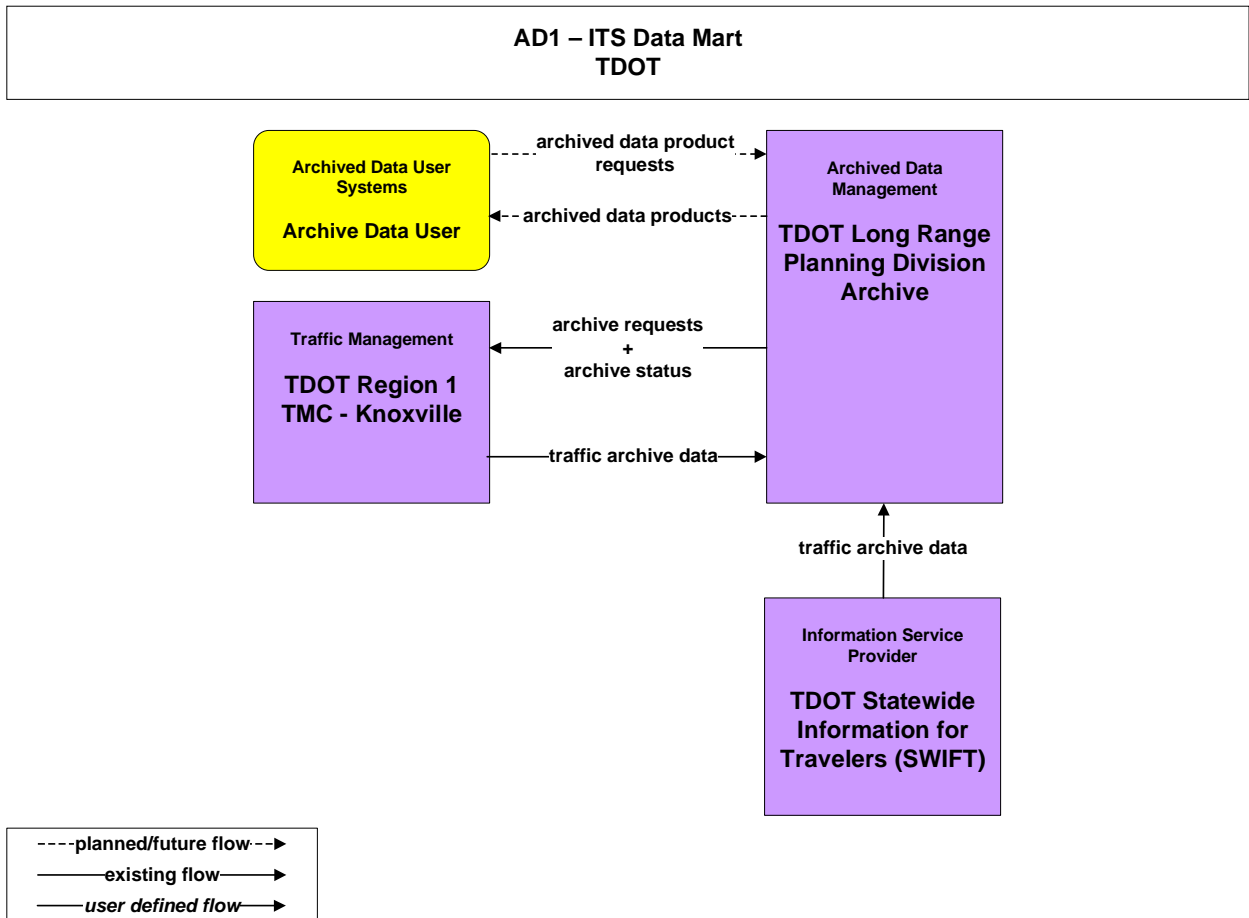 AD1 – ITS Data Mart
TDOT
Archived Data User
Systems
Archive Data User
archived data product
requests
archived data products
Archived Data
Management
TDOT Long Range
Planning Division
Archive
Traffic Management
TDOT Region 1
TMC - Knoxville
archive requests
+
archive status
traffic archive data
traffic archive data
Information Service
Provider
TDOT Statewide
Information for
Travelers (SWIFT)
planned/future flow
existing flow
user defined flow